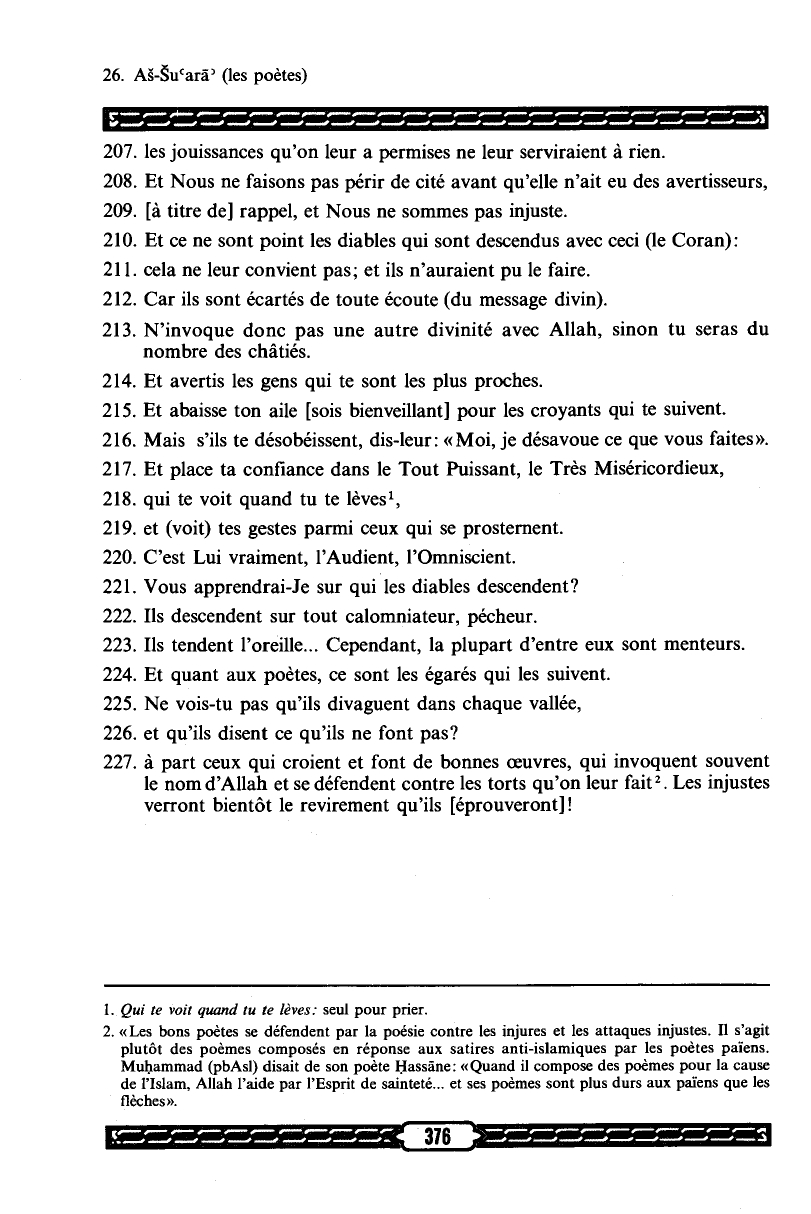 26. Aš-Šuʿarāʾ (les poètes)
207. les jouissances qu’on leur a permises ne leur serviraient à rien.
208. Et Nous ne faisons pas périr de cité avant qu’elle n’ait eu des avertisseurs,
209. [à titre de] rappel, et Nous ne sommes pas injuste.
210. Et ce ne sont point les diables qui sont descendus avec ceci (le Coran):
211. cela ne leur convient pas; et ils n’auraient pu le faire.
212. Car ils sont écartés de toute écoute (du message divin).
213. N’invoque donc pas une autre divinité avec Allah, sinon tu seras du
nombre des châtiés.
214. Et avertis les gens qui te sont les plus proches.
215. Et abaisse ton aile [sois bienveillant] pour les croyants qui te suivent.
216. Mais s’ils te désobéissent, dis-leur: «Moi, je désavoue ce que vous faites».
217. Et place ta confiance dans le Tout Puissant, le Très Miséricordieux,
218. qui te voit quand tu te lèves¹,
219. et (voit) tes gestes parmi ceux qui se prosternent.
220. C’est Lui vraiment, l’Audient, l’Omniscient.
221. Vous apprendrai-Je sur qui les diables descendent?
222. Ils descendent sur tout calomniateur, pécheur.
223. Ils tendent l’oreille... Cependant, la plupart d’entre eux sont menteurs.
224. Et quant aux poètes, ce sont les égarés qui les suivent.
225. Ne vois-tu pas qu’ils divaguent dans chaque vallée,
226. et qu’ils disent ce qu’ils ne font pas?
227. à part ceux qui croient et font de bonnes œuvres, qui invoquent souvent
le nom d’Allah et se défendent contre les torts qu’on leur fait². Les injustes
verront bientôt le revirement qu’ils [éprouveront]!
1. Qui te voit quand tu te lèves: seul pour prier.
2. «Les bons poètes se défendent par la poésie contre les injures et les attaques injustes. Il s’agit
plutôt des poèmes composés en réponse aux satires anti-islamiques par les poètes païens.
Muḥammad (pbAsl) disait de son poète Ḥassāne: «Quand il compose des poèmes pour la cause
de l’Islam, Allah l’aide par l’Esprit de sainteté... et ses poèmes sont plus durs aux païens que les
flèches».
376